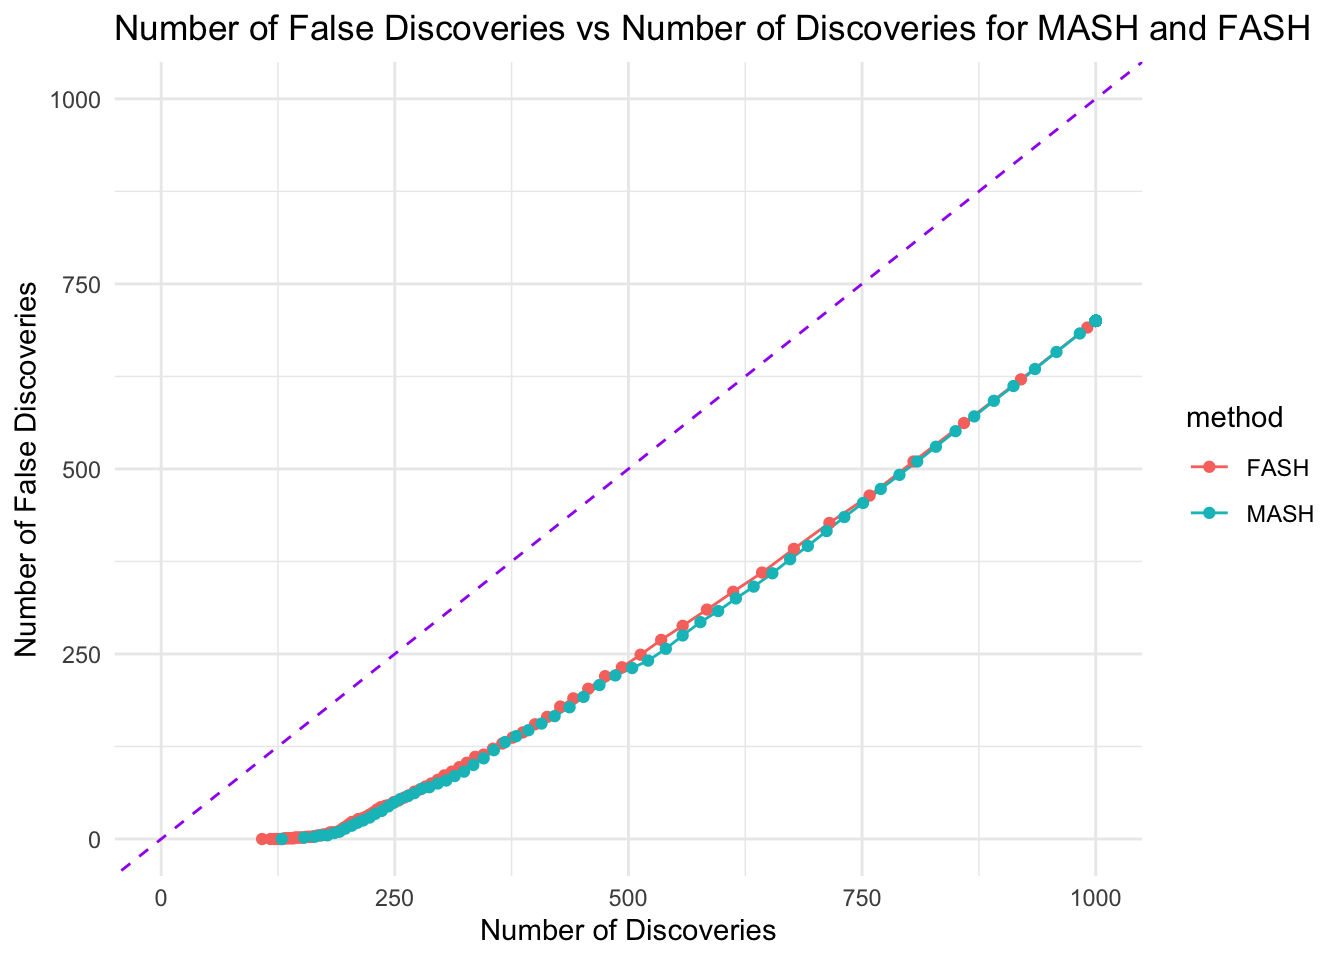 Number of False Discoveries vs Number of Discoveries for MASH and FASH
Number of False Discoveries
1000
750
500
250
0
0 250 500 750 1000
Number of Discoveries
method
FASH
MASH